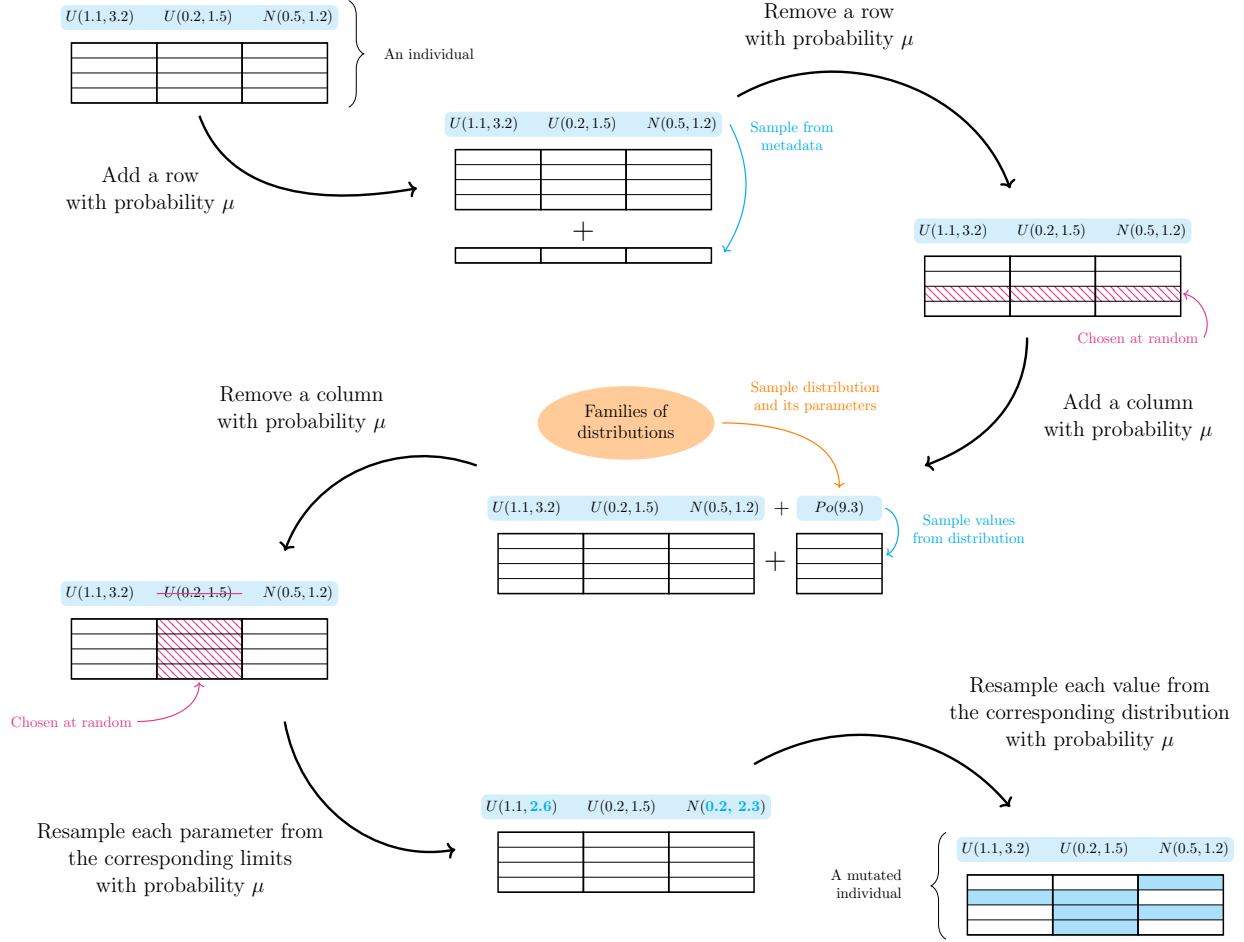 U(1.1, 3.2) U(0.2, 1.5) N(0.5, 1.2)
An individual
Add a row
with probability μ
U(1.1, 3.2) U(0.2, 1.5) N(0.5, 1.2)
+
Sample from
metadata
Remove a row
with probability μ
U(1.1, 3.2) U(0.2, 1.5) N(0.5, 1.2)
Chosen at random
Add a column
with probability μ
Families of
distributions
Sample distribution
and its parameters
U(1.1, 3.2) U(0.2, 1.5) N(0.5, 1.2) + Po(9.3)
+
Sample values
from distribution
Remove a column
with probability μ
U(1.1, 3.2) U(0.2, 1.5) N(0.5, 1.2)
Chosen at random
Resample each parameter from
the corresponding limits
with probability μ
U(1.1, 2.6) U(0.2, 1.5) N(0.2, 2.3)
Resample each value from
the corresponding distribution
with probability μ
U(1.1, 3.2) U(0.2, 1.5) N(0.5, 1.2)
A mutated
individual